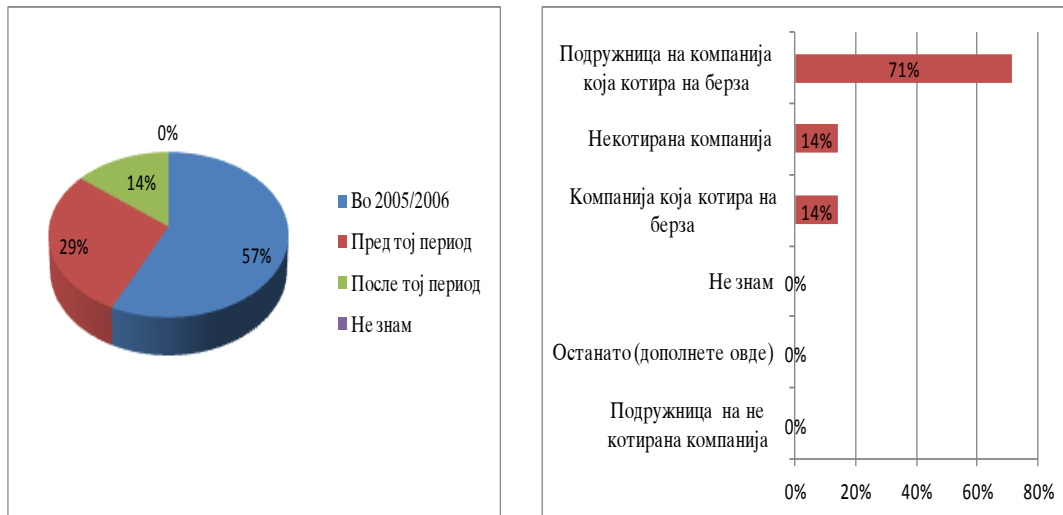 0%
14%
29%
57%
Во 2005/2006
Пред тој период
После тој период
Не знам
Подружница на компанија
која котира на берза
71%
Некотирана компанија
14%
Компанија која котира на
берза
14%
Не знам
0%
Останато (дополнете овде)
0%
Подружница на не
котирана компанија
0%
0% 20% 40% 60% 80%